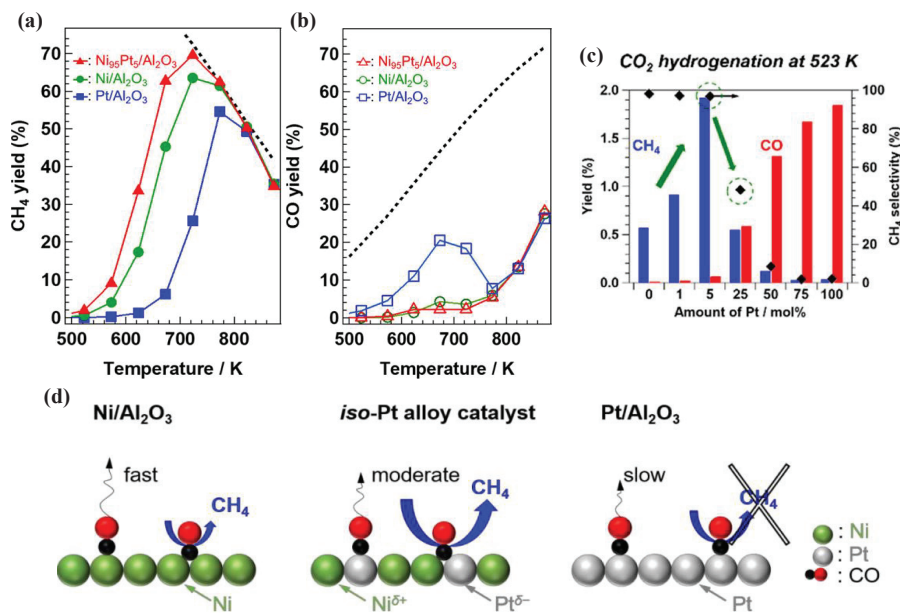 (a)
CH₄ yield (%)
70
60
50
40
30
20
10
0
: Ni₉₅Pt₅/Al₂O₃
: Ni/Al₂O₃
: Pt/Al₂O₃
500 600 700 800
Temperature / K
(b)
CO yield (%)
70
60
50
40
30
20
10
0
: Ni₉₅Pt₅/Al₂O₃
: Ni/Al₂O₃
: Pt/Al₂O₃
500 600 700 800
Temperature / K
(c)
CO₂ hydrogenation at 523 K
Yield (%)
2.0
1.5
1.0
0.5
0.0
CH₄
CO
100
80
60
40
20
0
CH₄ selectivity (%)
0 1 5 25 50 75 100
Amount of Pt / mol%
(d)
Ni/Al₂O₃
fast
CH₄
Ni
iso-Pt alloy catalyst
moderate
CH₄
Niᵟ⁺
Ptᵟ⁻
Pt/Al₂O₃
slow
CH₄
Pt
: Ni
: Pt
: CO